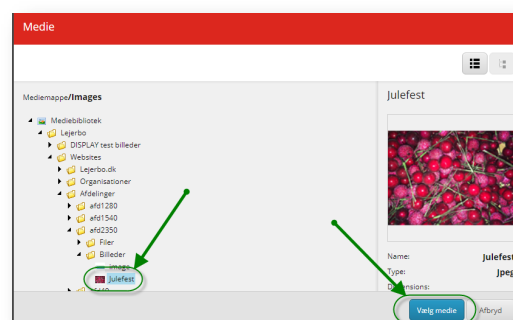 Medie
Mediemappe/Images
Mediebibliotek
Lejerbo
DISPLAY test billeder
Websites
Lejerbo.dk
Organisationer
Afdelinger
afd1280
afd1540
afd2350
Filer
Billeder
Image
Julefest
Julefest
Name: Julefest
Type: Jpeg
Dimensions:
Vælg medie Afbryd